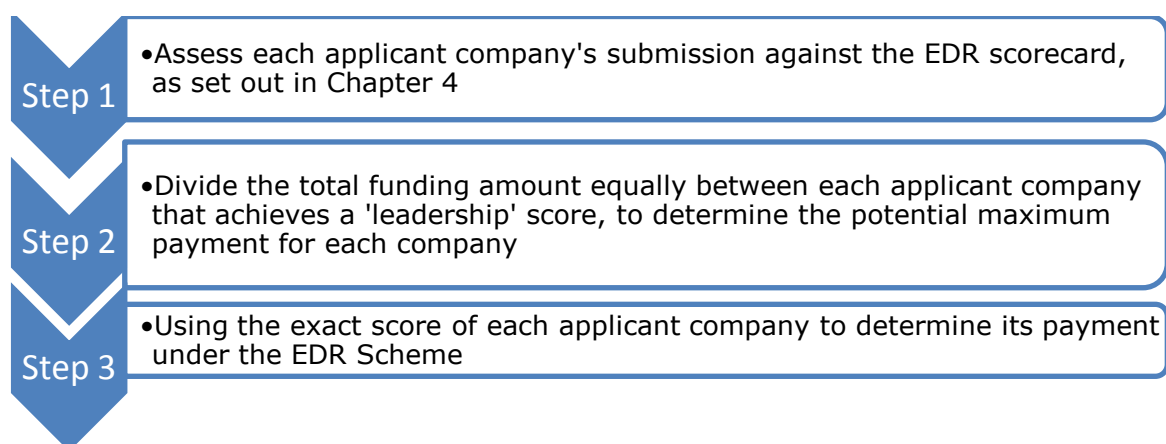 Step 1
•Assess each applicant company's submission against the EDR scorecard,
as set out in Chapter 4
Step 2
•Divide the total funding amount equally between each applicant company
that achieves a 'leadership' score, to determine the potential maximum
payment for each company
Step 3
•Using the exact score of each applicant company to determine its payment
under the EDR Scheme